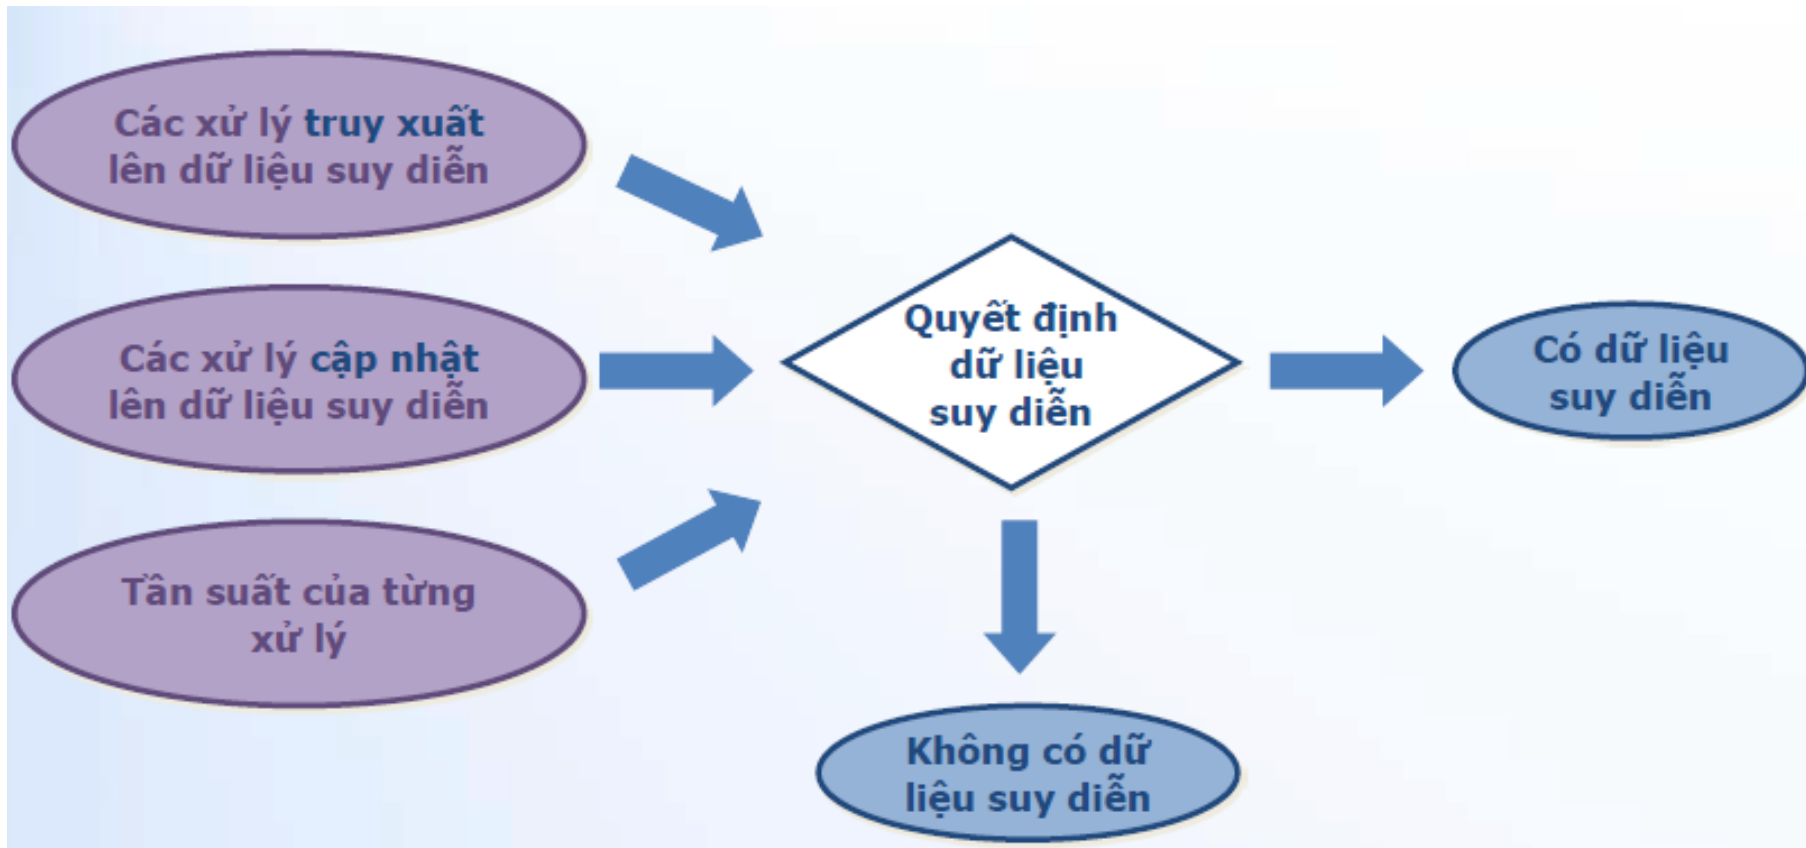 Các xử lý truy xuất
lên dữ liệu suy diễn
Các xử lý cập nhật
lên dữ liệu suy diễn
Tần suất của từng
xử lý
Quyết định
dữ liệu
suy diễn
Có dữ liệu
suy diễn
Không có dữ
liệu suy diễn